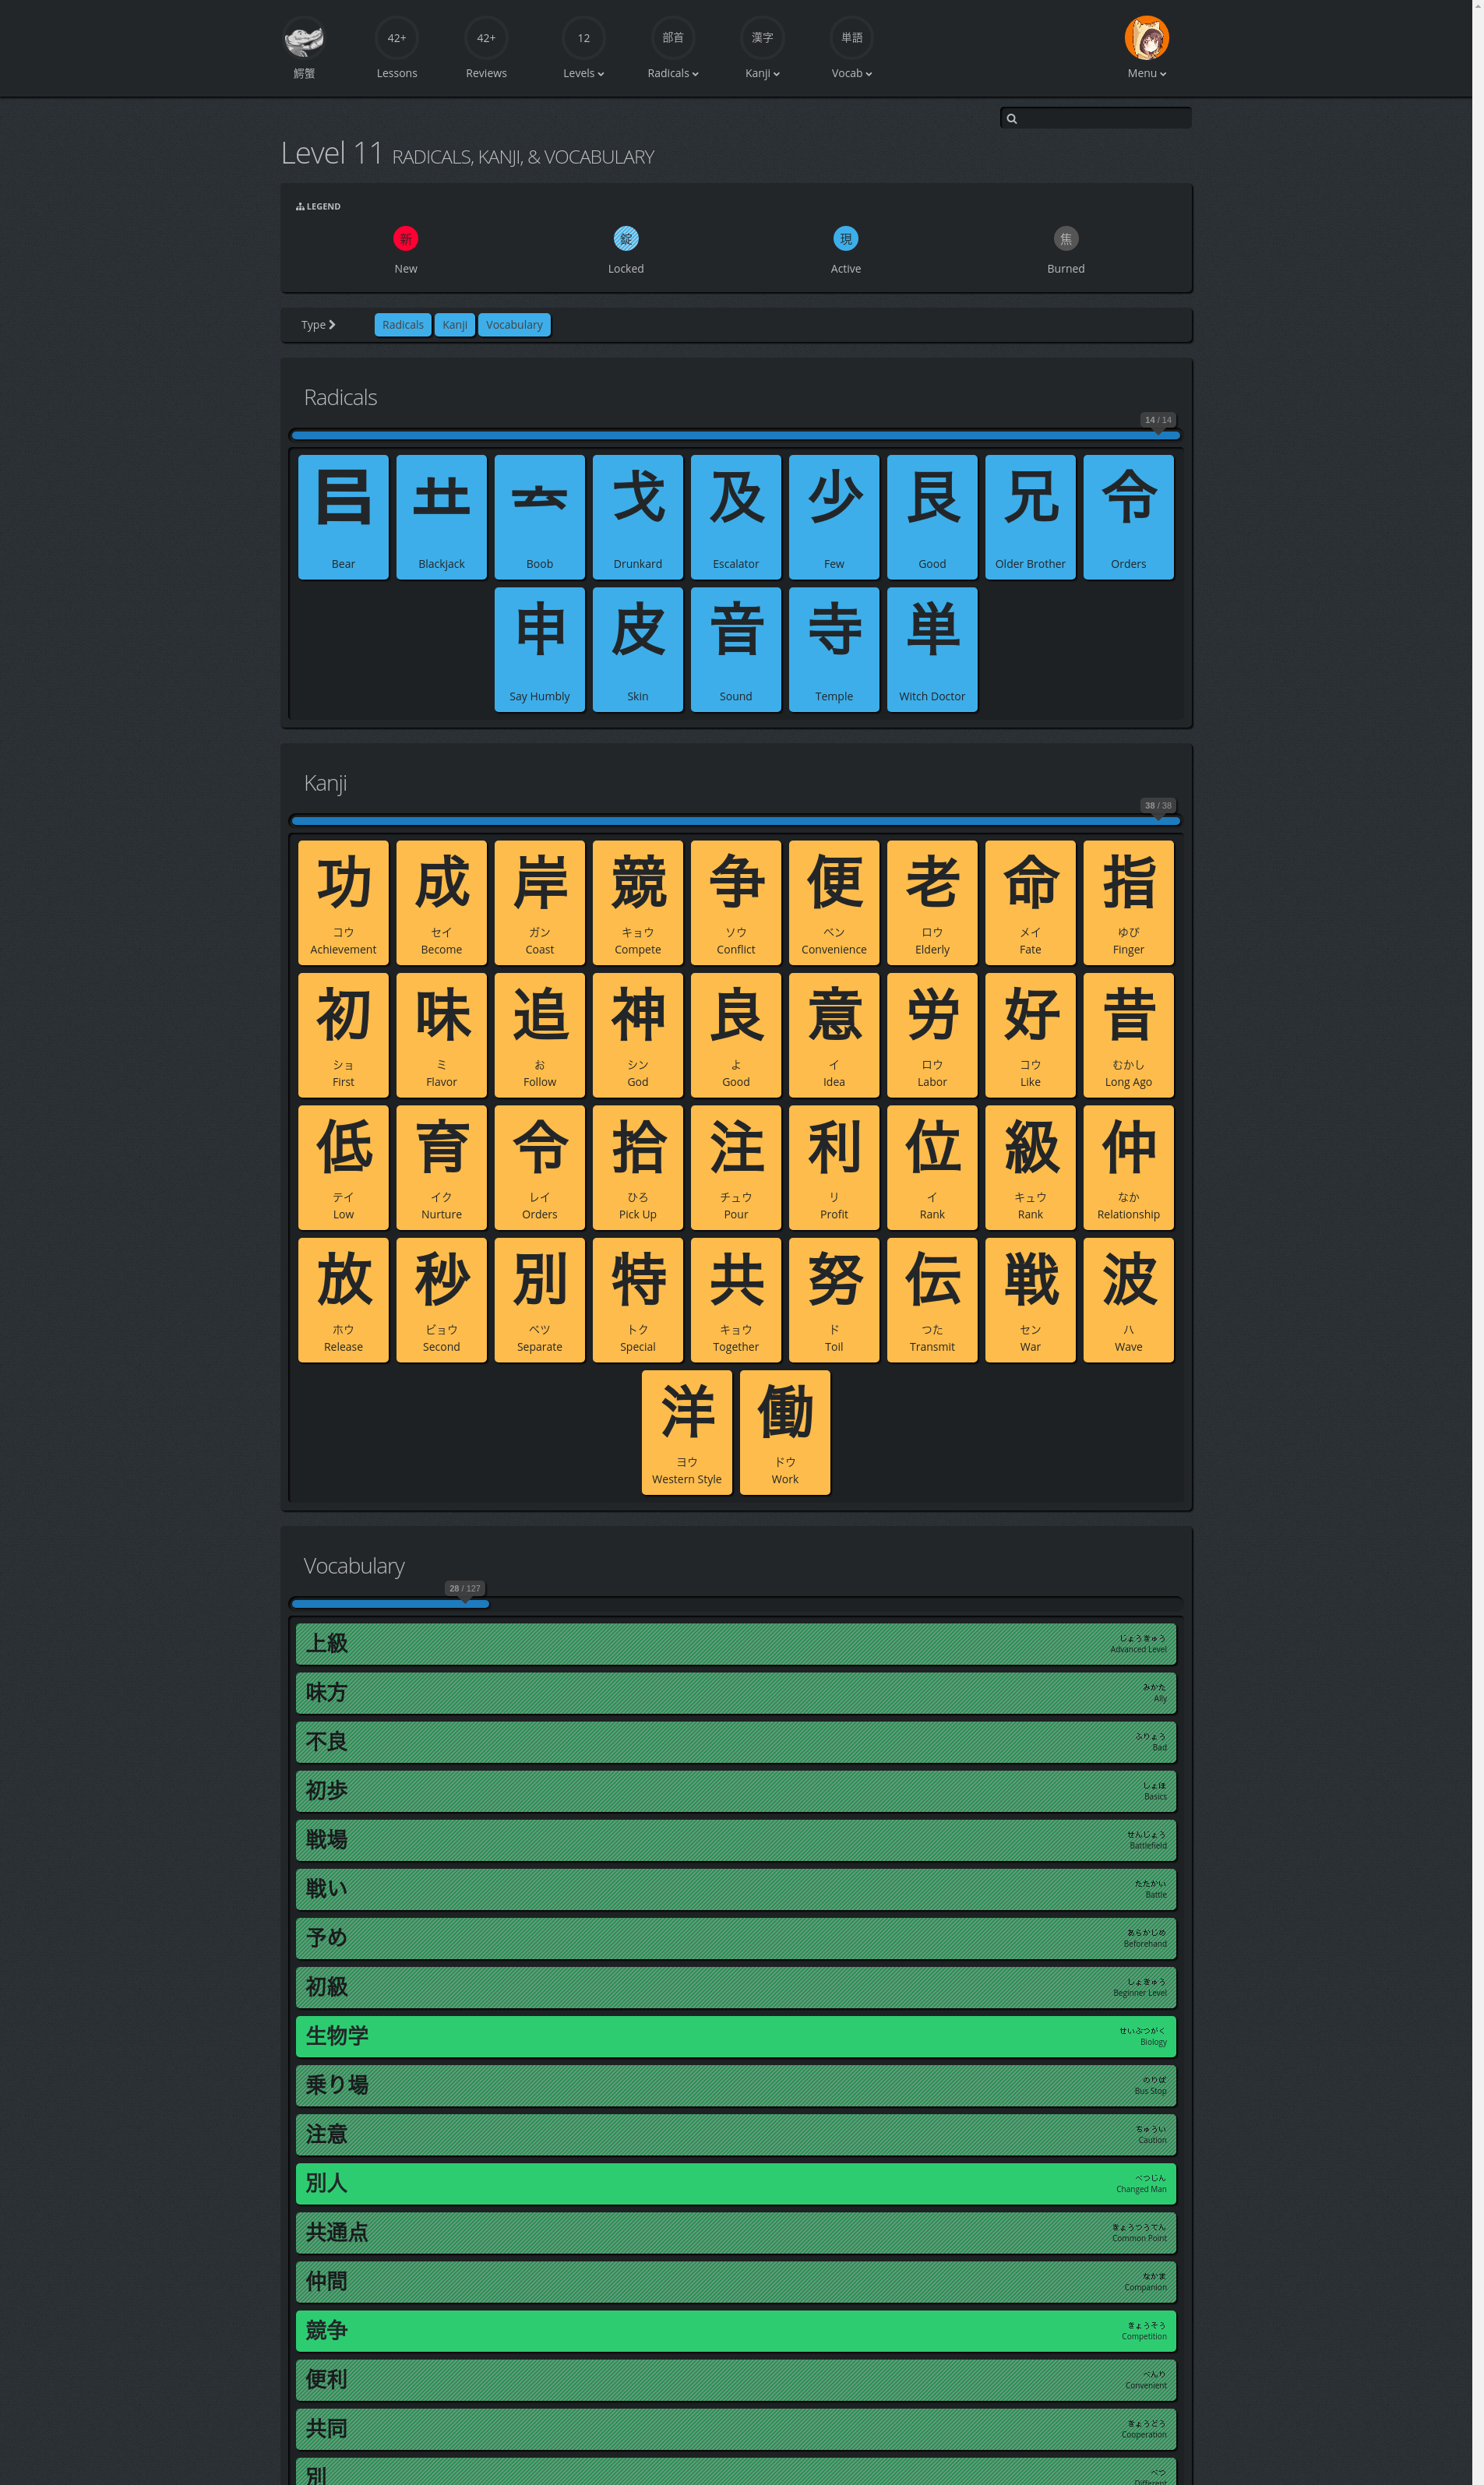 42+ 42+ 12 部首 漢字 単語
鰐蟹 Lessons Reviews Levels Radicals Kanji Vocab Menu
Level 11 RADICALS, KANJI, & VOCABULARY
LEGEND
新 錠 現 焦
New Locked Active Burned
Type Radicals Kanji Vocabulary
Radicals
14 / 14
戈 及 少 艮 兄 令
Bear Blackjack Boob Drunkard Escalator Few Good Older Brother Orders
申 皮 音 寺 単
Say Humbly Skin Sound Temple Witch Doctor
Kanji
38 / 38
功 成 岸 競 争 便 老 命 指
コウ セイ ガン キョウ ソウ ベン ロウ メイ ゆび
Achievement Become Coast Compete Conflict Convenience Elderly Fate Finger
初 味 追 神 良 意 労 好 昔
ショ ミ お シン よ イ ロウ コウ むかし
First Flavor Follow God Good Idea Labor Like Long Ago
低 育 令 拾 注 利 位 級 仲
テイ イク レイ ひろ チュウ リ イ キュウ なか
Low Nurture Orders Pick Up Pour Profit Rank Rank Relationship
放 秒 別 特 共 努 伝 戦 波
ホウ ビョウ ベツ トク キョウ ド つた セン ハ
Release Second Separate Special Together Toil Transmit War Wave
洋 働
ヨウ ドウ
Western Style Work
Vocabulary
28 / 127
上級 じょうきゅう
Advanced Level
味方 みかた
Ally
不良 ふりょう
Bad
初歩 しょほ
Basics
戦場 せんじょう
Battlefield
戦い たたかい
Battle
予め あらかじめ
Beforehand
初級 しょきゅう
Beginner Level
生物学 せいぶつがく
Biology
乗り場 のりば
Bus Stop
注意 ちゅうい
Caution
別人 べつじん
Changed Man
共通点 きょうつうてん
Common Point
仲間 なかま
Companion
競争 きょうそう
Competition
便利 べんり
Convenient
共同 きょうどう
Cooperation
別 べつ
Different